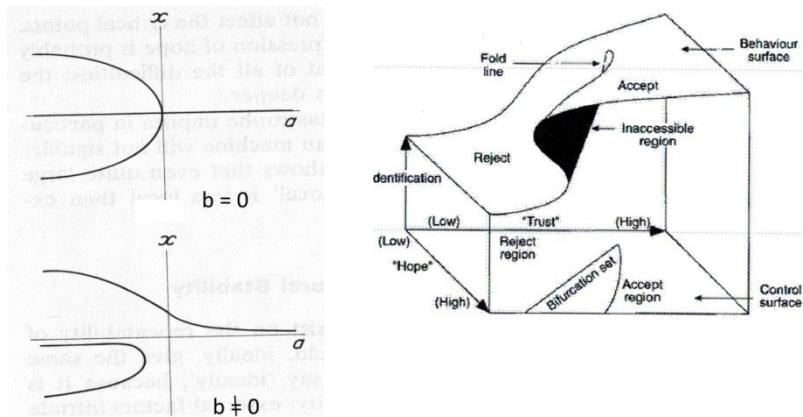 x
a
b = 0
x
a
b ≠ 0
Behaviour
surface
Fold
line
Accept
Inaccessible
region
Reject
dentification
(Low)
"Trust"
(High)
(Low)
Reject
region
"Hope"
(High)
Bifurcation set
Accept
region
Control
surface